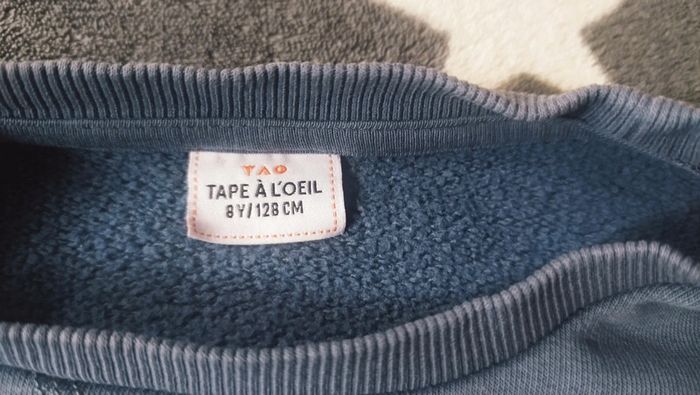 TAO
TAPE À L'OEIL
8Y/128 CM